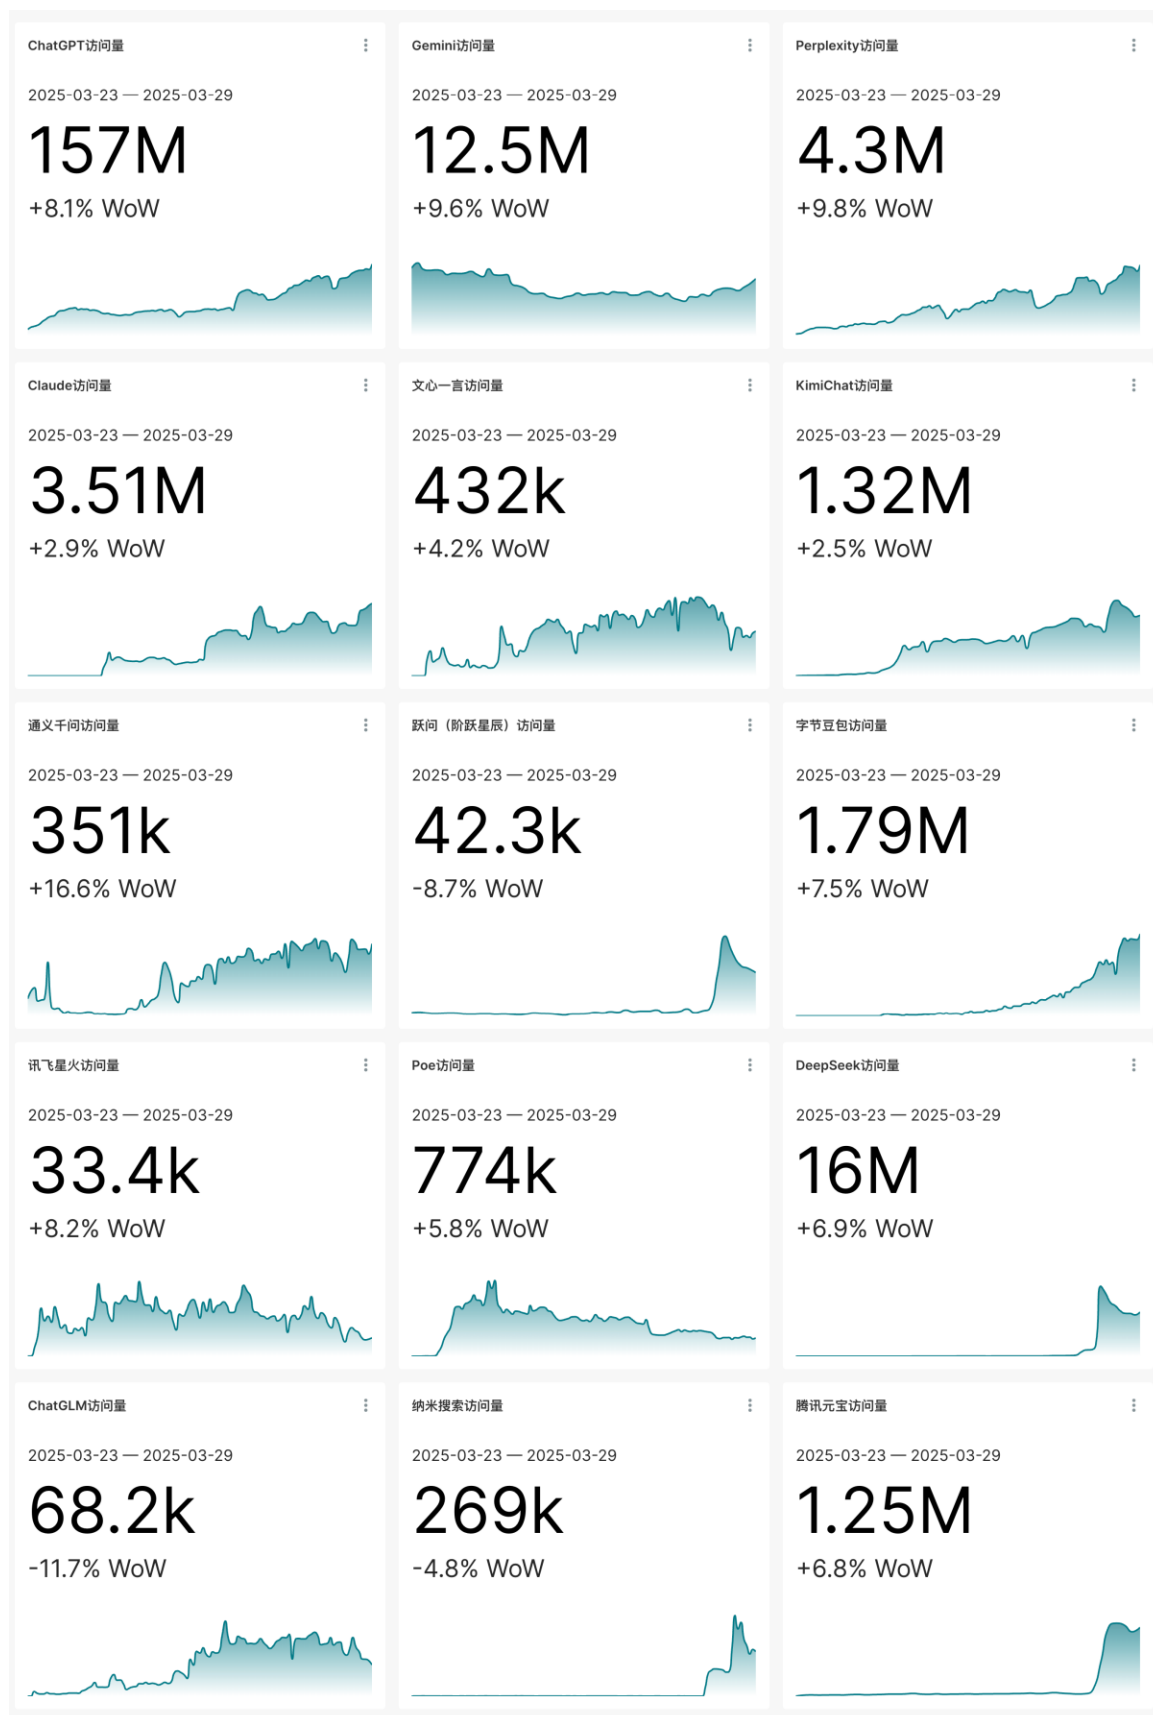 ChatGPT访问量
2025-03-23 — 2025-03-29
157M
+8.1% WoW
Gemini访问量
2025-03-23 — 2025-03-29
12.5M
+9.6% WoW
Perplexity访问量
2025-03-23 — 2025-03-29
4.3M
+9.8% WoW
Claude访问量
2025-03-23 — 2025-03-29
3.51M
+2.9% WoW
文心一言访问量
2025-03-23 — 2025-03-29
432k
+4.2% WoW
KimiChat访问量
2025-03-23 — 2025-03-29
1.32M
+2.5% WoW
通义千问访问量
2025-03-23 — 2025-03-29
351k
+16.6% WoW
跃问（阶跃星辰）访问量
2025-03-23 — 2025-03-29
42.3k
-8.7% WoW
字节豆包访问量
2025-03-23 — 2025-03-29
1.79M
+7.5% WoW
讯飞星火访问量
2025-03-23 — 2025-03-29
33.4k
+8.2% WoW
Poe访问量
2025-03-23 — 2025-03-29
774k
+5.8% WoW
DeepSeek访问量
2025-03-23 — 2025-03-29
16M
+6.9% WoW
ChatGLM访问量
2025-03-23 — 2025-03-29
68.2k
-11.7% WoW
纳米搜索访问量
2025-03-23 — 2025-03-29
269k
-4.8% WoW
腾讯元宝访问量
2025-03-23 — 2025-03-29
1.25M
+6.8% WoW